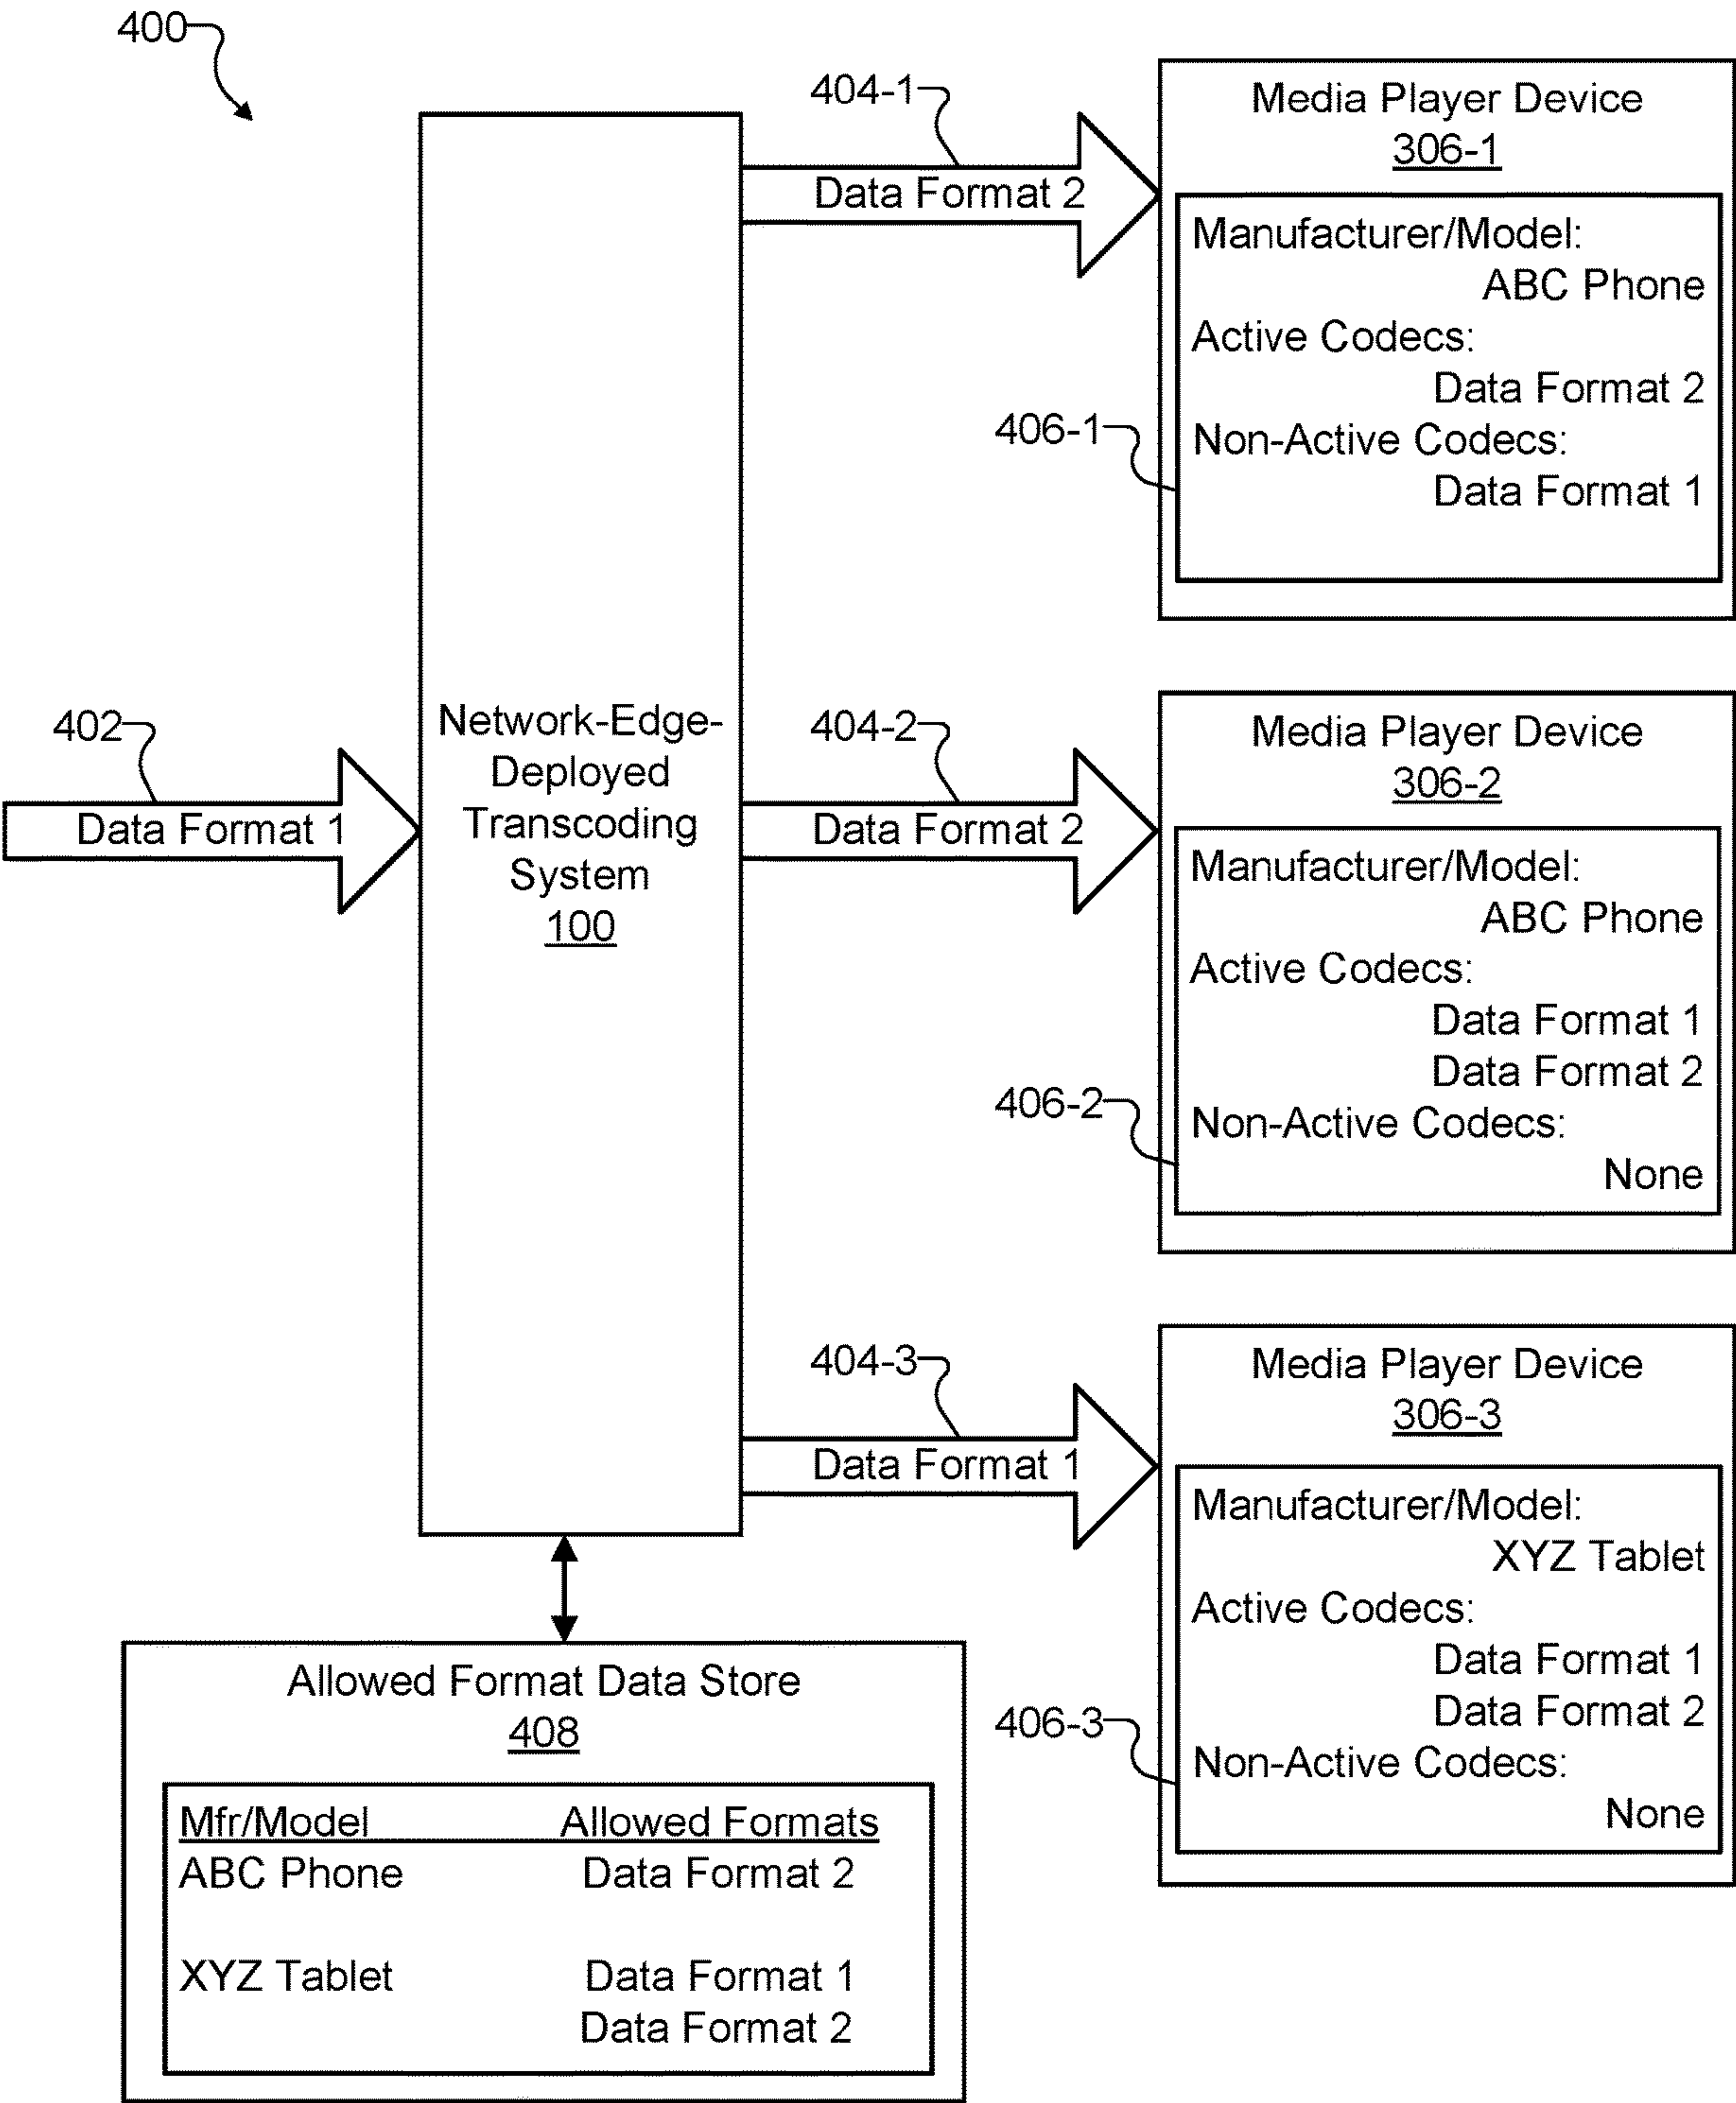 400
404-1
Data Format 2
Media Player Device
306-1
Manufacturer/Model:
ABC Phone
Active Codecs:
Data Format 2
406-1
Non-Active Codecs:
Data Format 1
402
Data Format 1
Network-Edge-
Deployed
Transcoding
System
100
404-2
Data Format 2
Media Player Device
306-2
Manufacturer/Model:
ABC Phone
Active Codecs:
Data Format 1
Data Format 2
406-2
Non-Active Codecs:
None
404-3
Data Format 1
Media Player Device
306-3
Manufacturer/Model:
XYZ Tablet
Active Codecs:
Data Format 1
Data Format 2
406-3
Non-Active Codecs:
None
Allowed Format Data Store
408
Mfr/Model Allowed Formats
ABC Phone Data Format 2
XYZ Tablet Data Format 1
Data Format 2